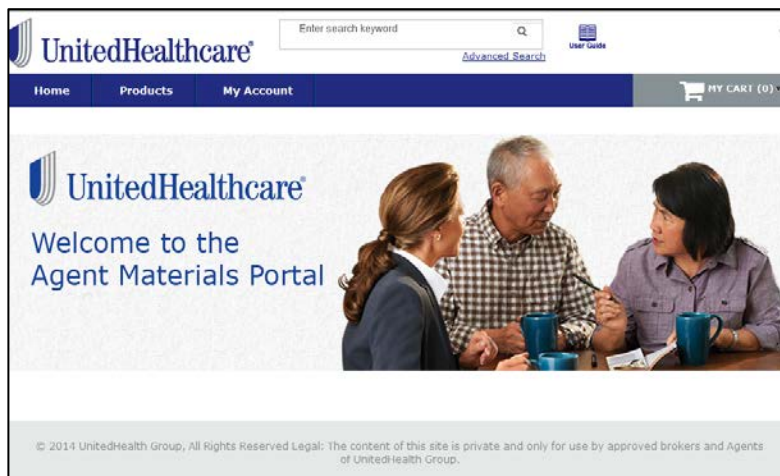 UnitedHealthcare®
Enter search keyword
Advanced Search
User Guide
Home Products My Account MY CART (0)
UnitedHealthcare®
Welcome to the
Agent Materials Portal
© 2014 UnitedHealth Group, All Rights Reserved Legal: The content of this site is private and only for use by approved brokers and Agents
of UnitedHealth Group.